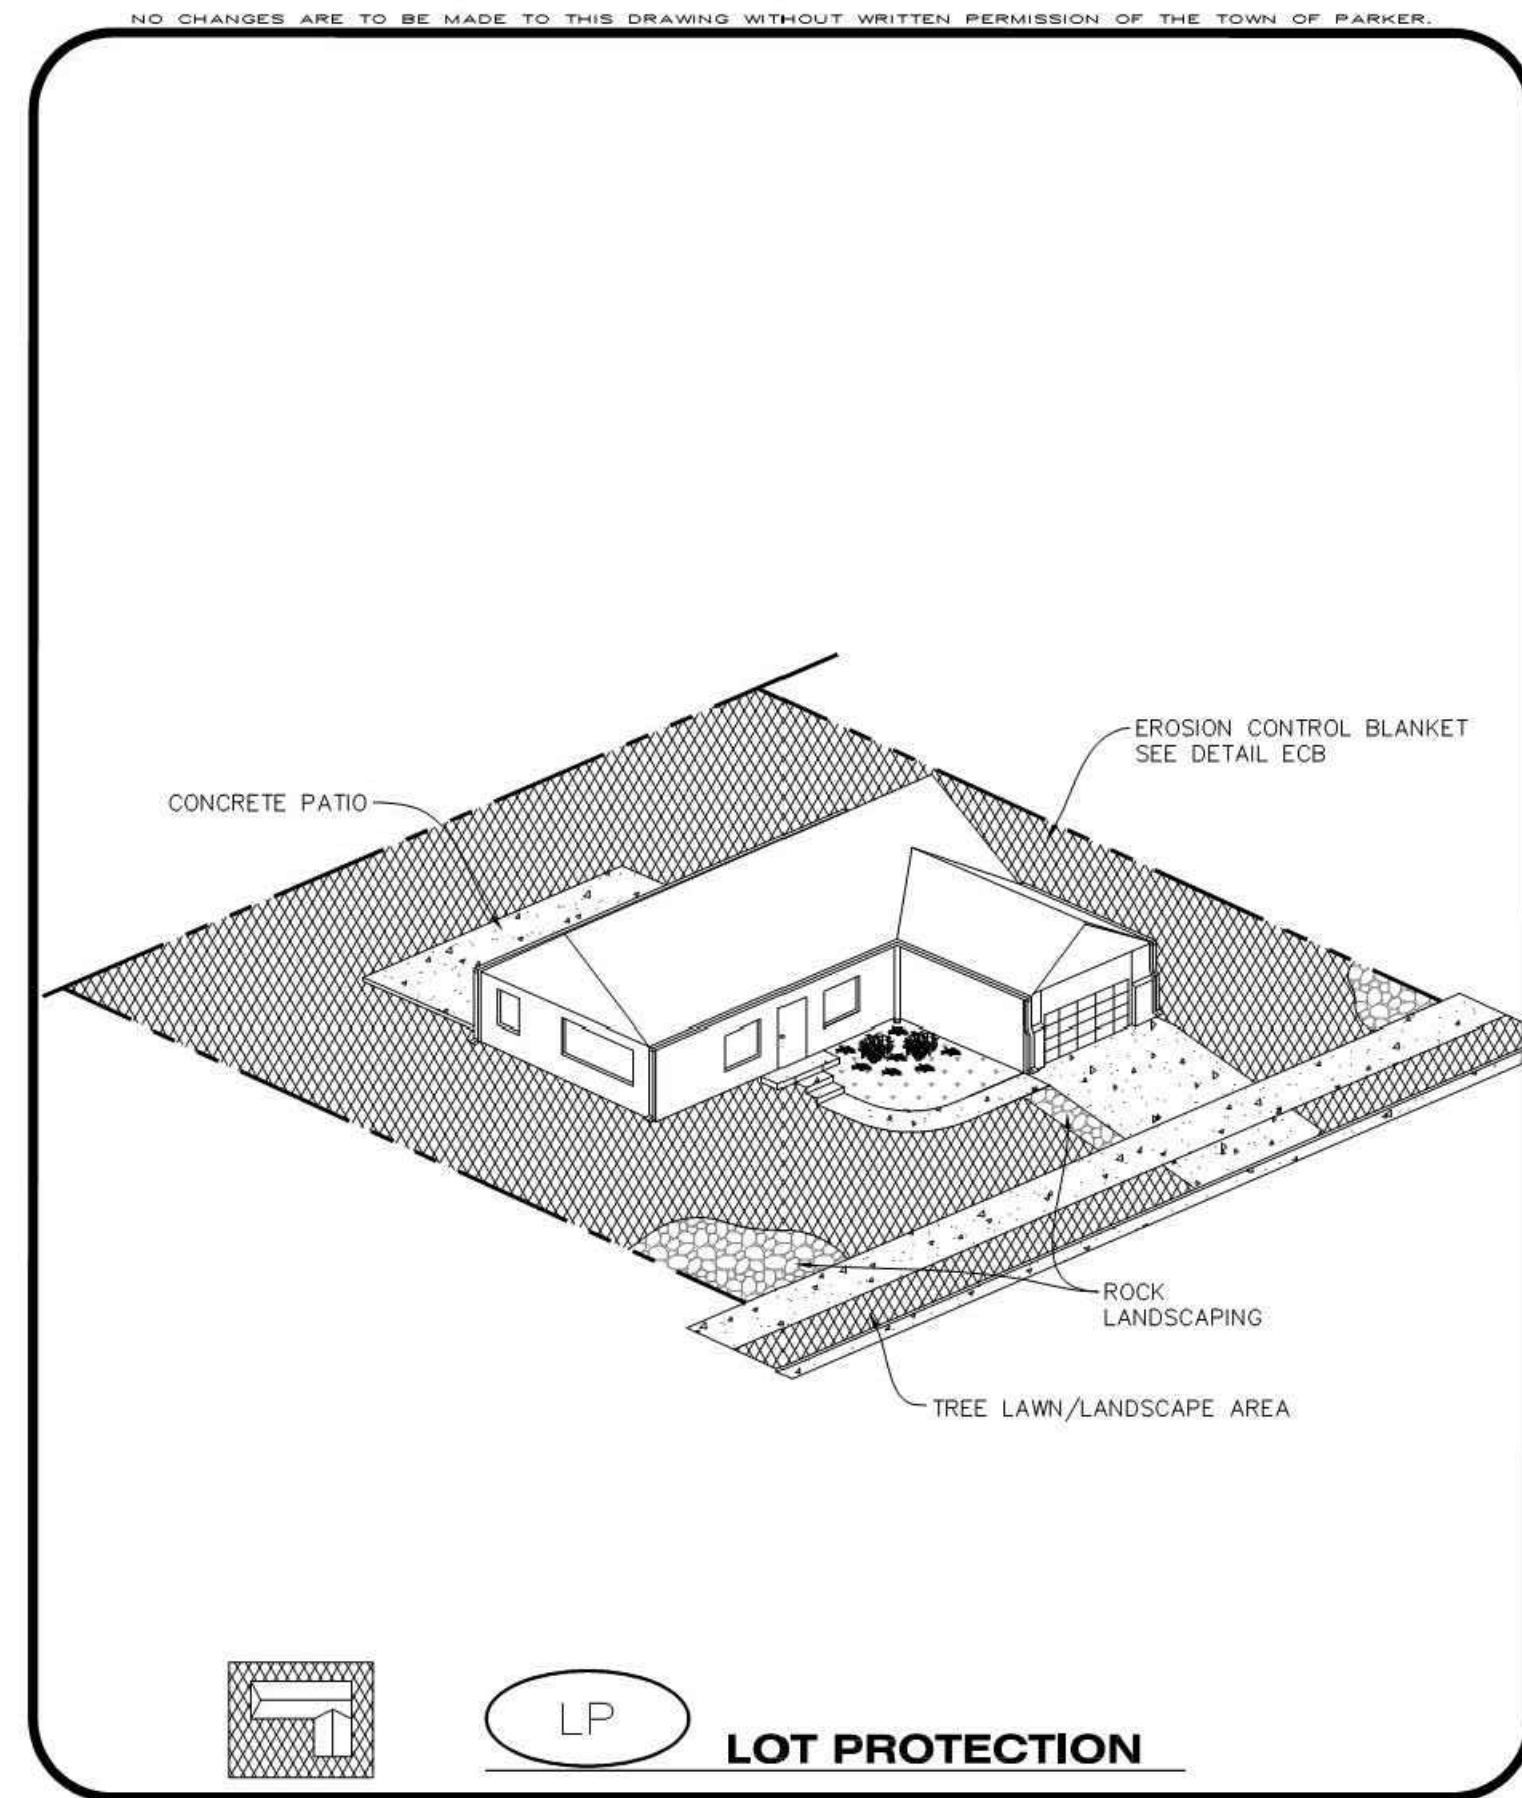 NO CHANGES ARE TO BE MADE TO THIS DRAWING WITHOUT WRITTEN PERMISSION OF THE TOWN OF PARKER.
EROSION CONTROL BLANKET
SEE DETAIL ECB
CONCRETE PATIO
ROCK
LANDSCAPING
TREE LAWN/LANDSCAPE AREA
LP
LOT PROTECTION